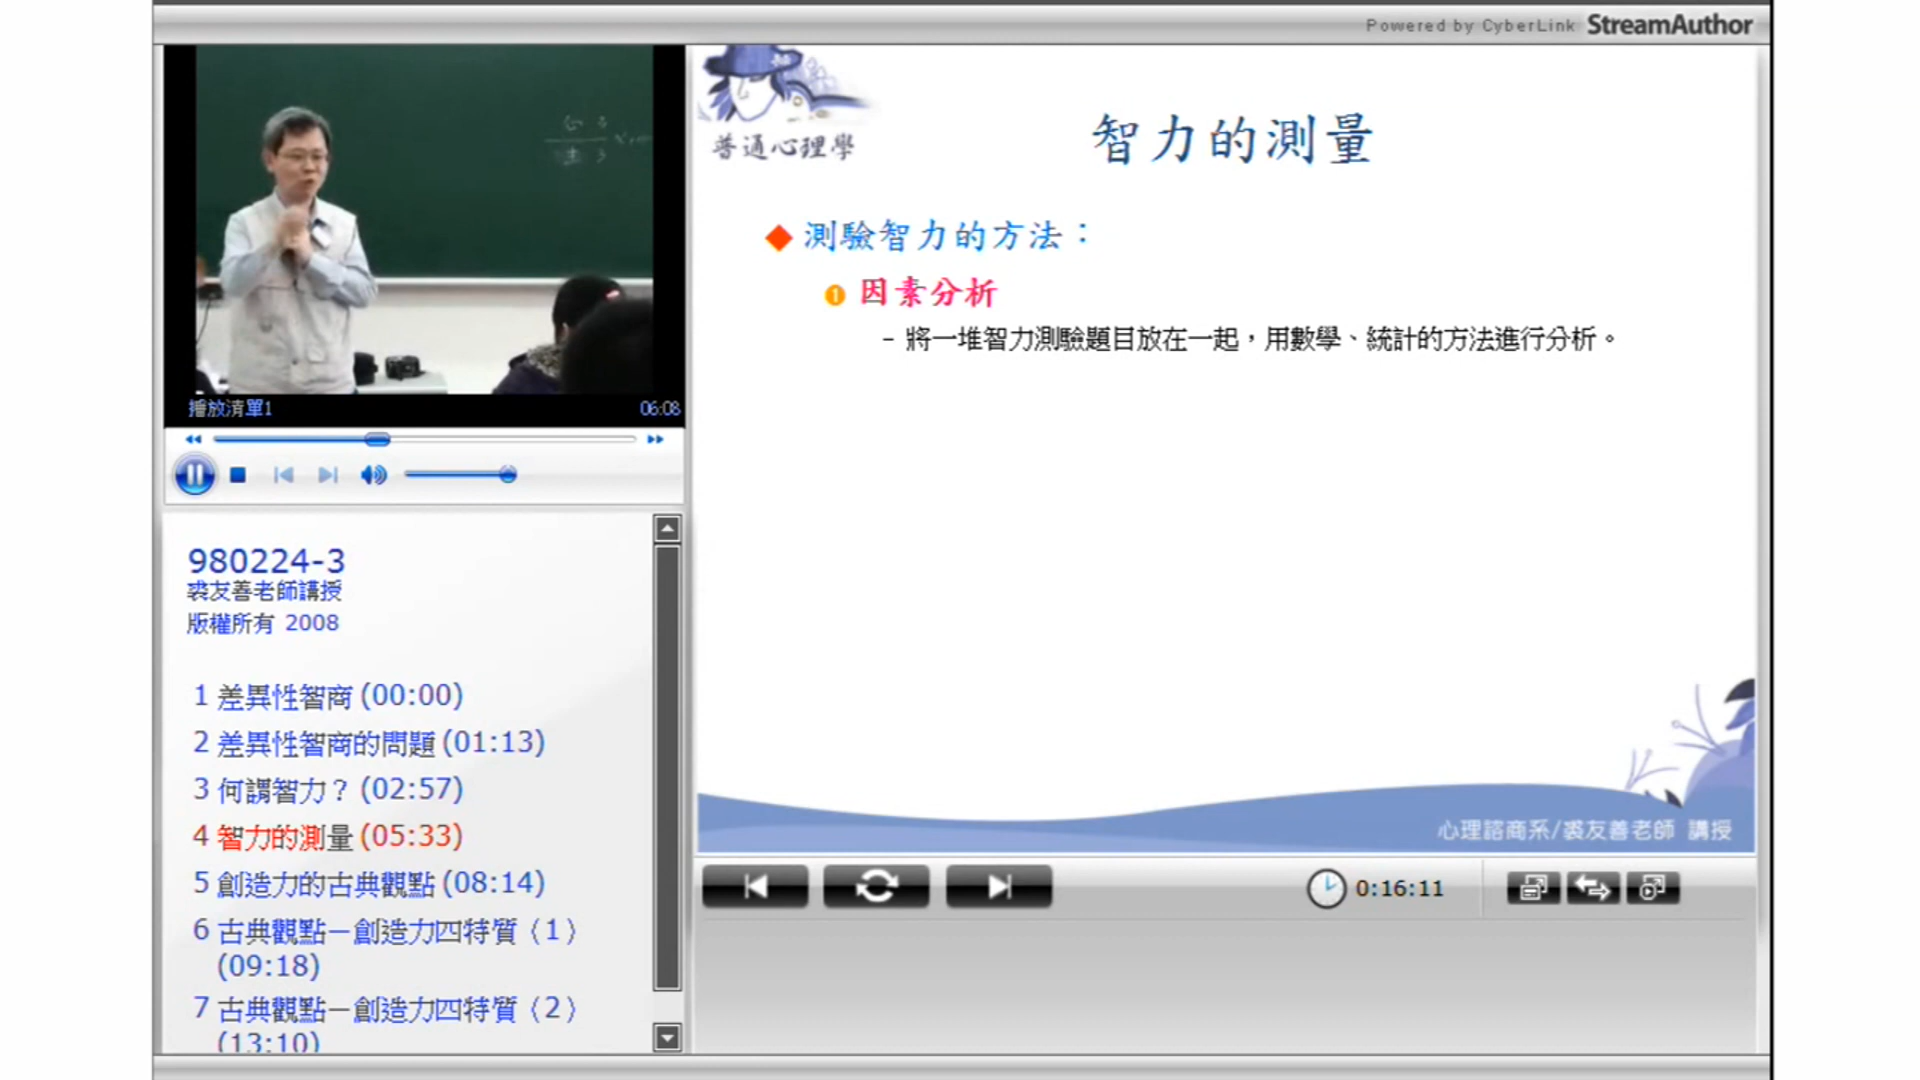 Powered by CyberLink StreamAuthor
普通心理學
智力的測量
測驗智力的方法：
1 因素分析
– 將一堆智力測驗題目放在一起，用數學、統計的方法進行分析。
播放清單1 06:08
980224-3
裘友善老師講授
版權所有 2008
1 差異性智商 (00:00)
2 差異性智商的問題 (01:13)
3 何謂智力？ (02:57)
4 智力的測量 (05:33)
5 創造力的古典觀點 (08:14)
6 古典觀點－創造力四特質（1）
(09:18)
7 古典觀點－創造力四特質（2）
(13:10)
心理諮商系/裘友善老師 講授
0:16:11